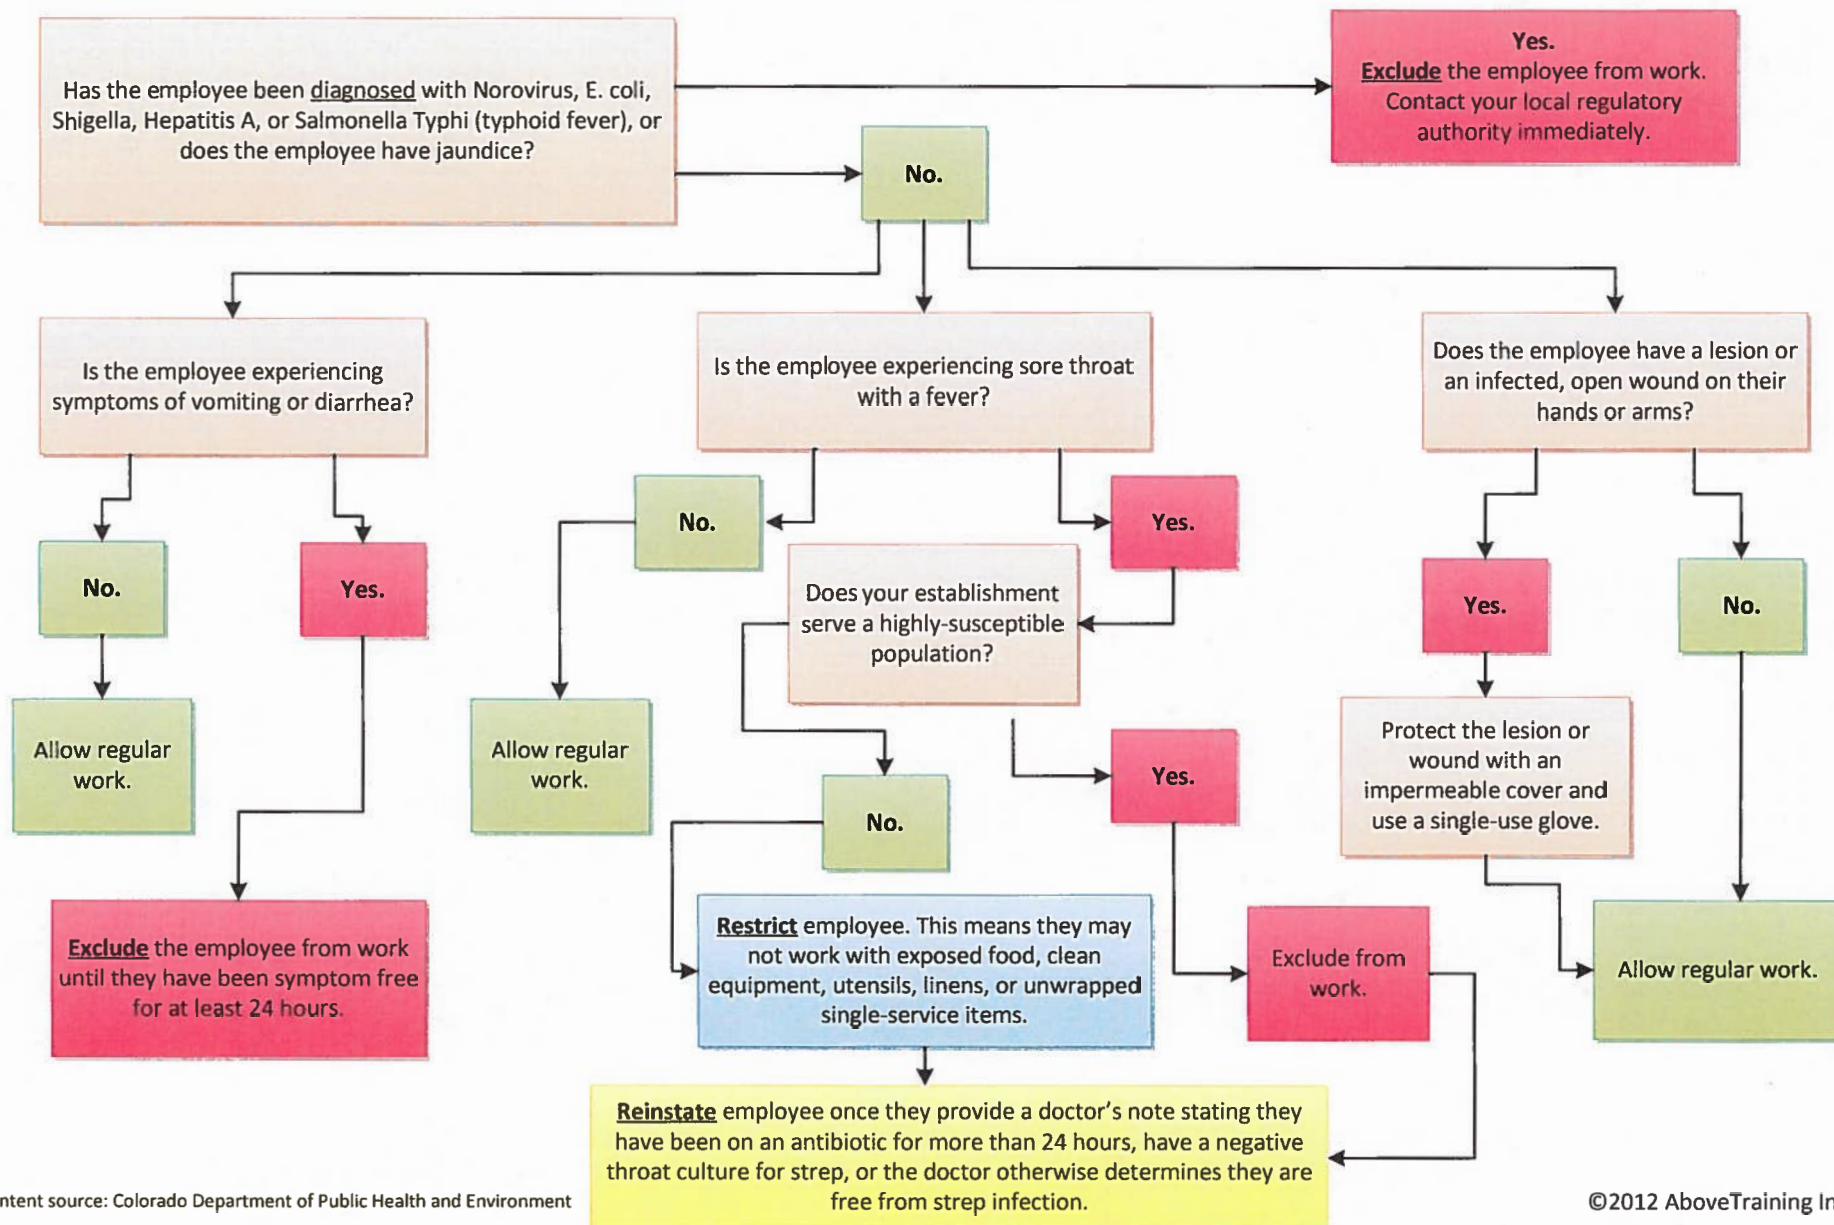 Has the employee been diagnosed with Norovirus, E. coli,
Shigella, Hepatitis A, or Salmonella Typhi (typhoid fever), or
does the employee have jaundice?
Yes.
Exclude the employee from work.
Contact your local regulatory
authority immediately.
No.
Is the employee experiencing
symptoms of vomiting or diarrhea?
Is the employee experiencing sore throat
with a fever?
Does the employee have a lesion or
an infected, open wound on their
hands or arms?
No.
Yes.
No.
Yes.
Yes.
No.
Does your establishment
serve a highly-susceptible
population?
Allow regular
work.
Allow regular
work.
No.
Yes.
Protect the lesion or
wound with an
impermeable cover and
use a single-use glove.
Exclude the employee from work
until they have been symptom free
for at least 24 hours.
Restrict employee. This means they may
not work with exposed food, clean
equipment, utensils, linens, or unwrapped
single-service items.
Exclude from
work.
Allow regular work.
Reinstate employee once they provide a doctor's note stating they
have been on an antibiotic for more than 24 hours, have a negative
throat culture for strep, or the doctor otherwise determines they are
free from strep infection.
ntent source: Colorado Department of Public Health and Environment
©2012 AboveTraining In